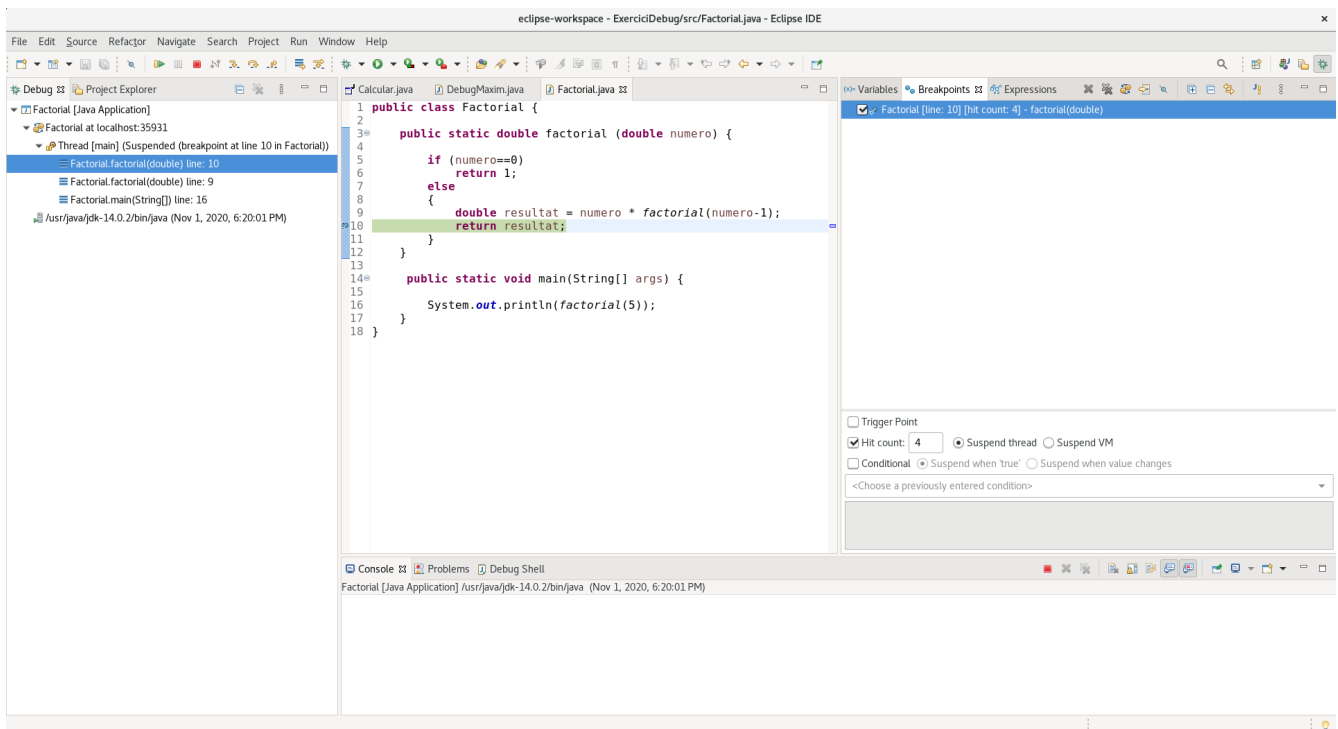 eclipse-workspace - ExerciciDebug/src/Factorial.java - Eclipse IDE
File Edit Source Refactor Navigate Search Project Run Window Help
Debug Project Explorer
Factorial [Java Application]
Factorial at localhost:35931
Thread [main] (Suspended (breakpoint at line 10 in Factorial))
Factorial.factorial(double) line: 10
Factorial.factorial(double) line: 9
Factorial.main(String[]) line: 16
/usr/java/jdk-14.0.2/bin/java (Nov 1, 2020, 6:20:01 PM)
Calcular.java DebugMaxim.java Factorial.java
1 public class Factorial {
2
3 public static double factorial (double numero) {
4
5 if (numero==0)
6 return 1;
7 else
8 {
9 double resultat = numero * factorial(numero-1);
10 return resultat;
11 }
12 }
13
14 public static void main(String[] args) {
15
16 System.out.println(factorial(5));
17 }
18 }
Variables Breakpoints Expressions
Factorial [line: 10] [hit count: 4] - factorial(double)
Trigger Point
Hit count: 4 Suspend thread Suspend VM
Conditional Suspend when 'true' Suspend when value changes
<Choose a previously entered condition>
Console Problems Debug Shell
Factorial [Java Application] /usr/java/jdk-14.0.2/bin/java (Nov 1, 2020, 6:20:01 PM)